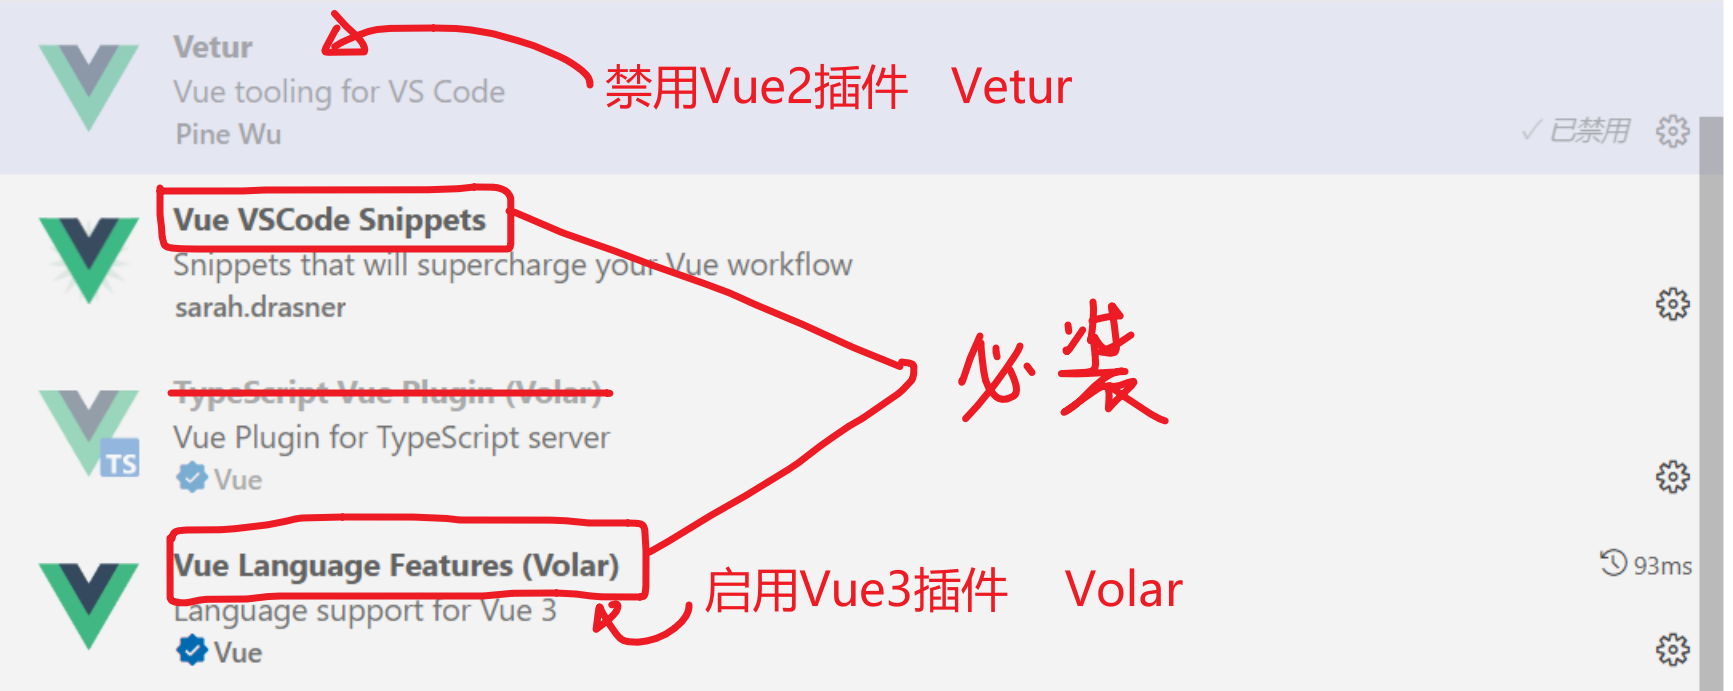 Vetur
Vue tooling for VS Code
禁用Vue2插件 Vetur
Pine Wu
✓ 已禁用
Vue VSCode Snippets
Snippets that will supercharge your Vue workflow
sarah.drasner
必装
TypeScript Vue Plugin (Volar)
Vue Plugin for TypeScript server
TS
Vue
Vue Language Features (Volar)
93ms
启用Vue3插件 Volar
Language support for Vue 3
Vue